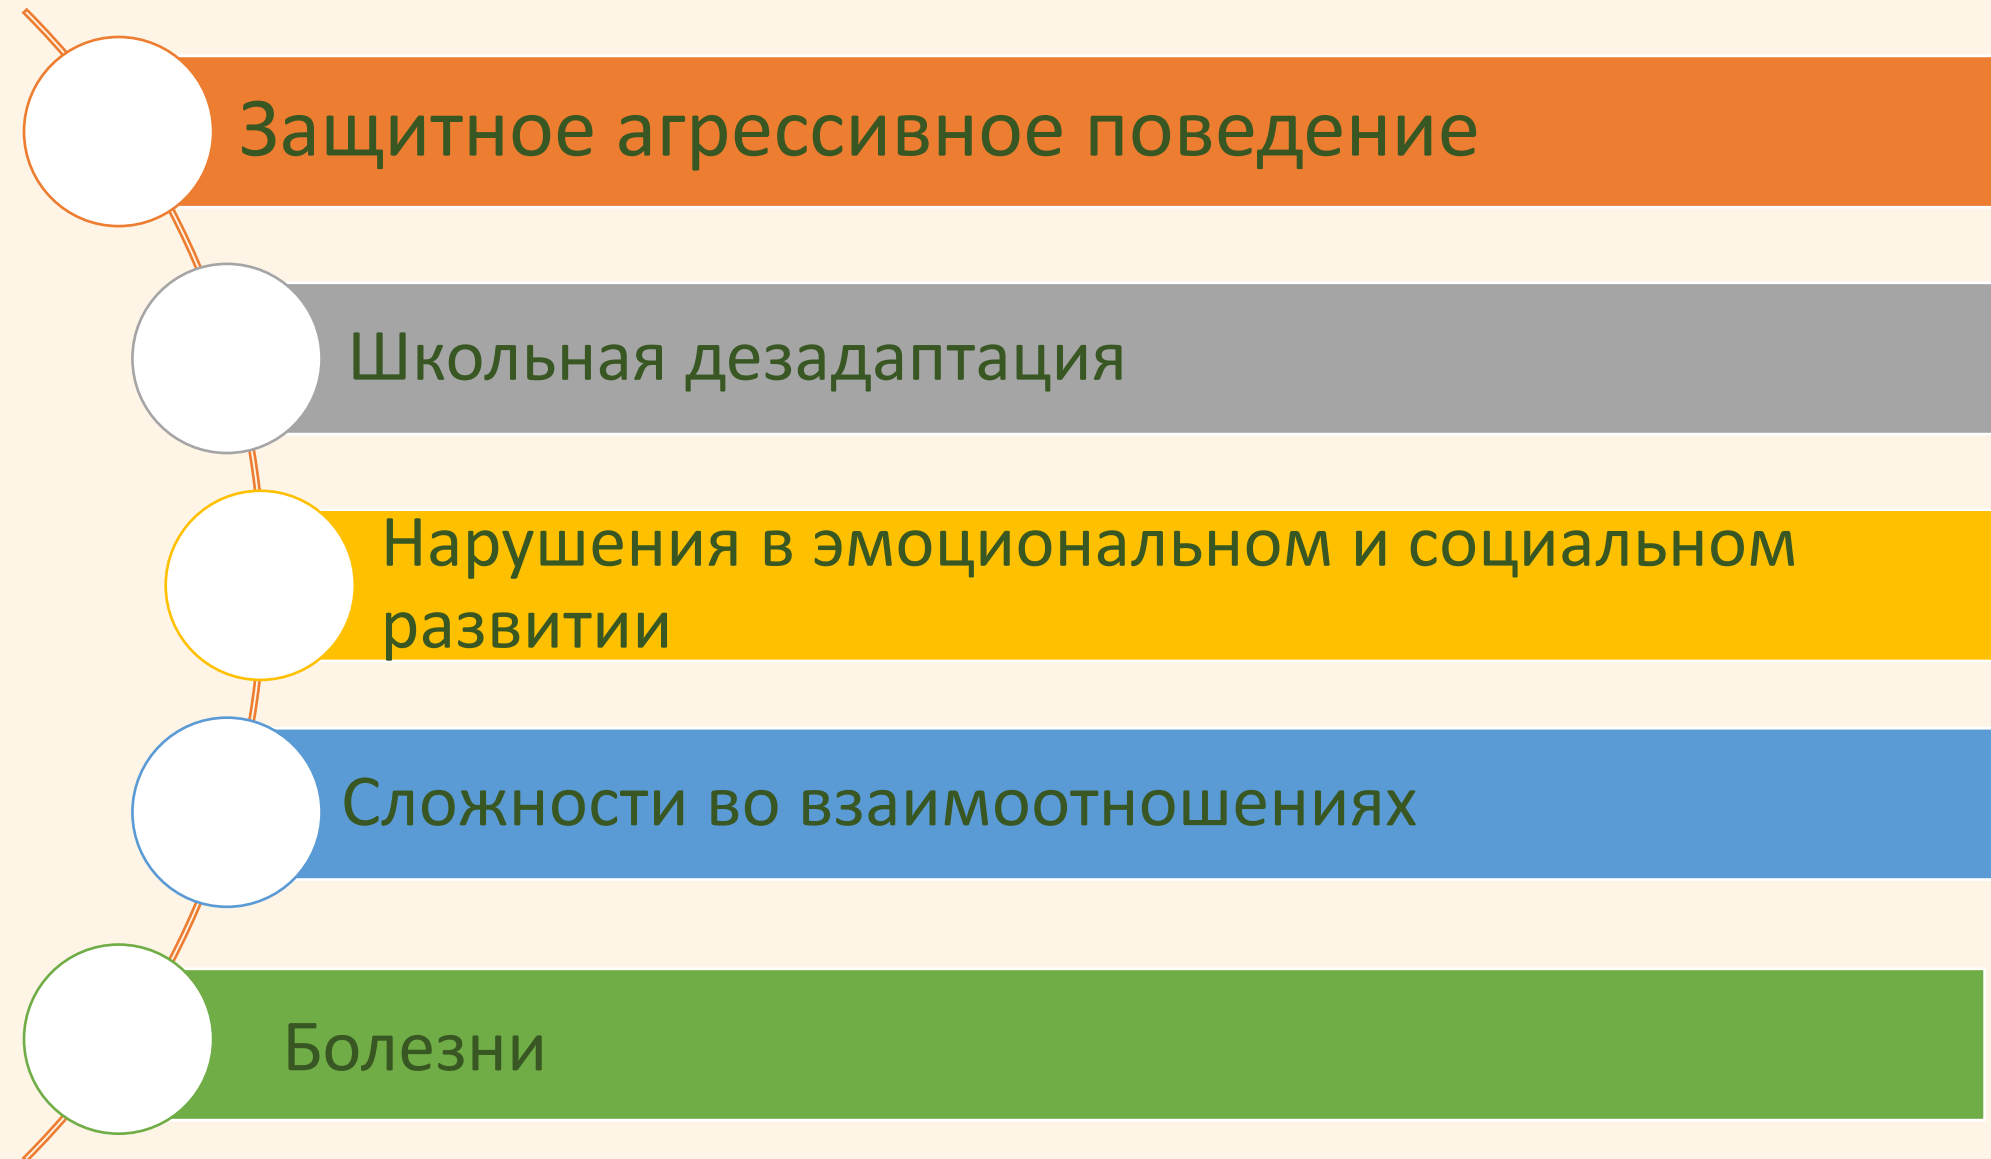 Защитное агрессивное поведение
Школьная дезадаптация
Нарушения в эмоциональном и социальном
развитии
Сложности во взаимоотношениях
Болезни